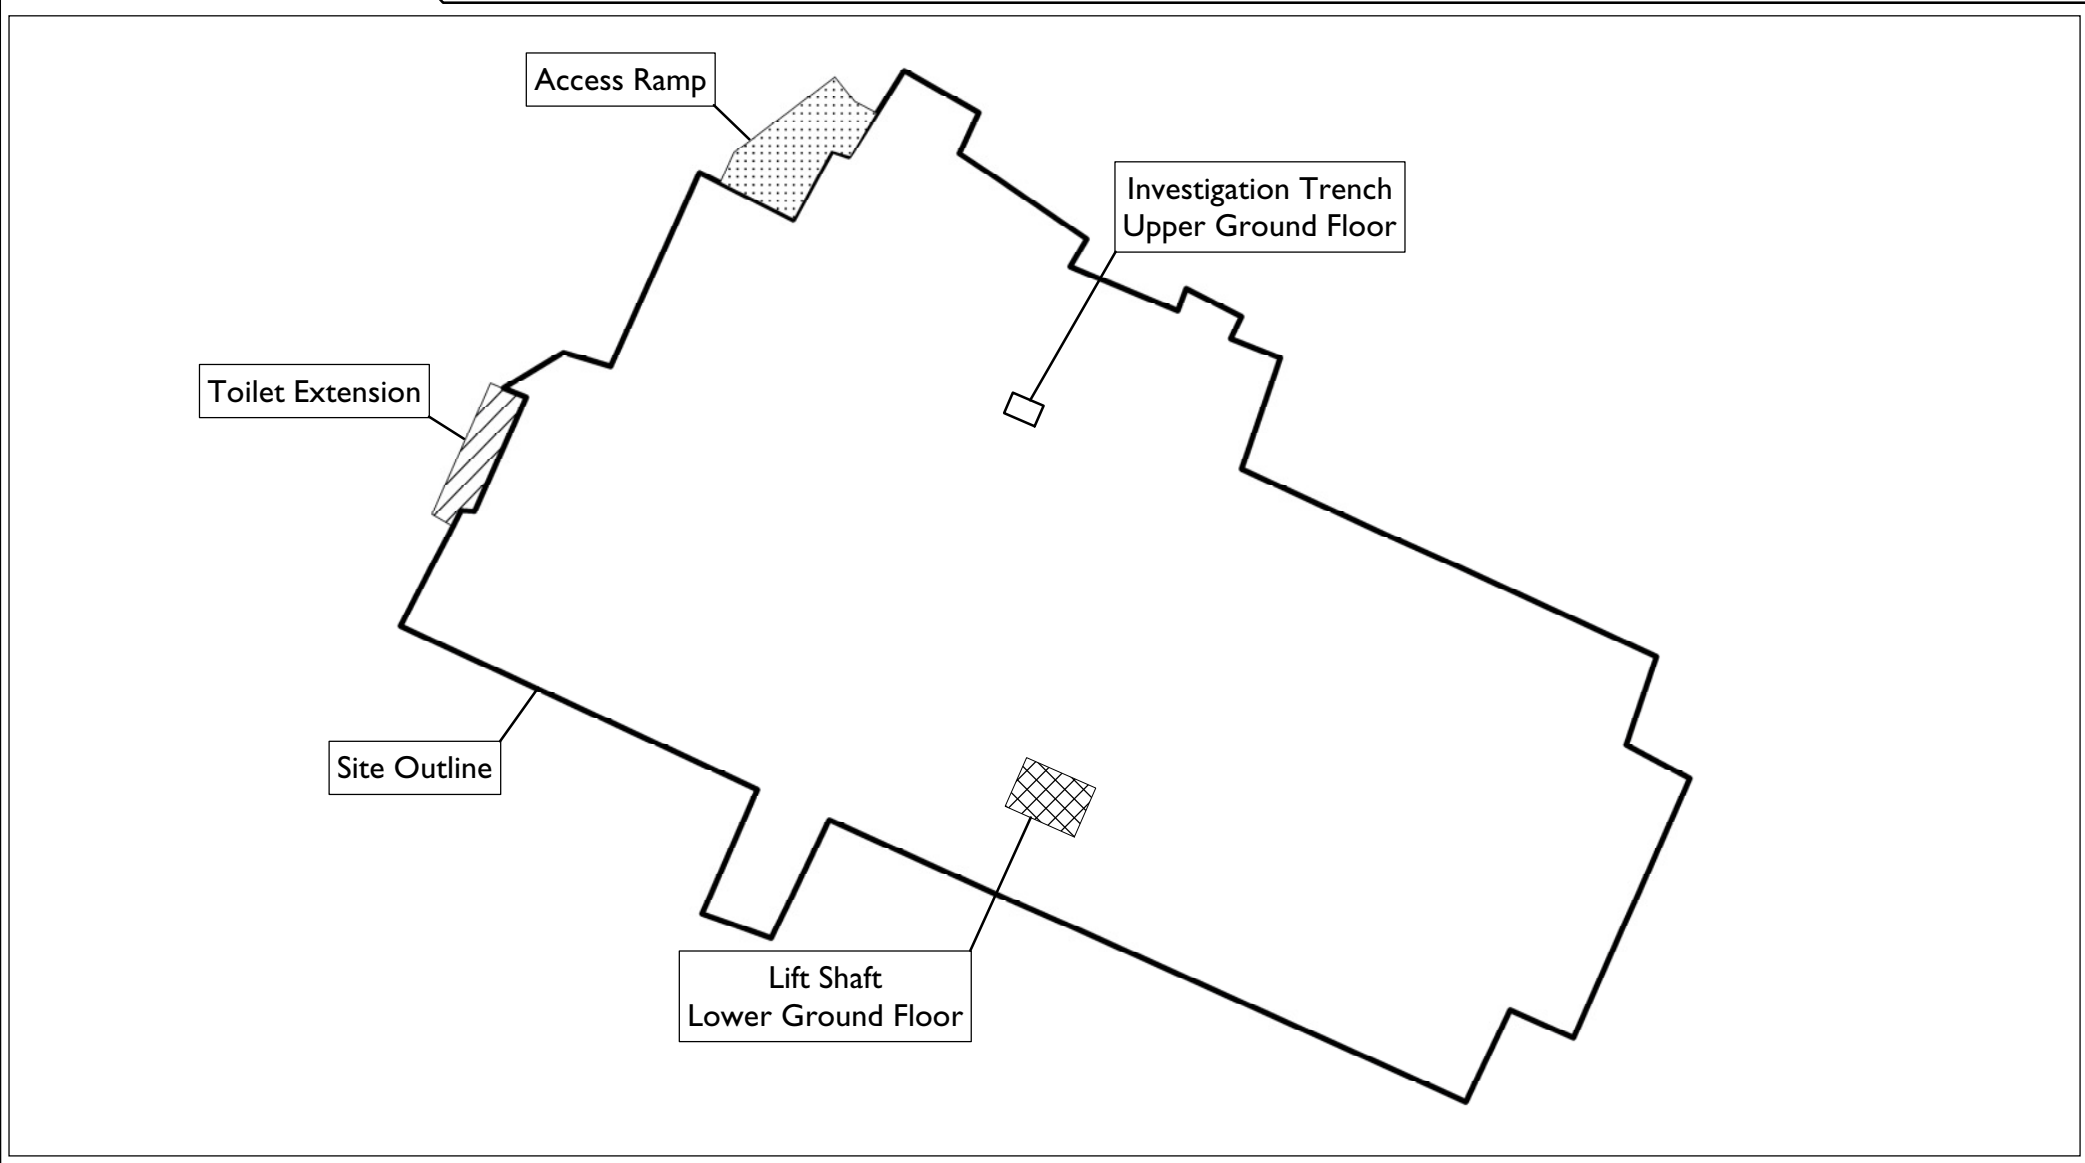 Access Ramp
Investigation Trench
Upper Ground Floor
Toilet Extension
Site Outline
Lift Shaft
Lower Ground Floor